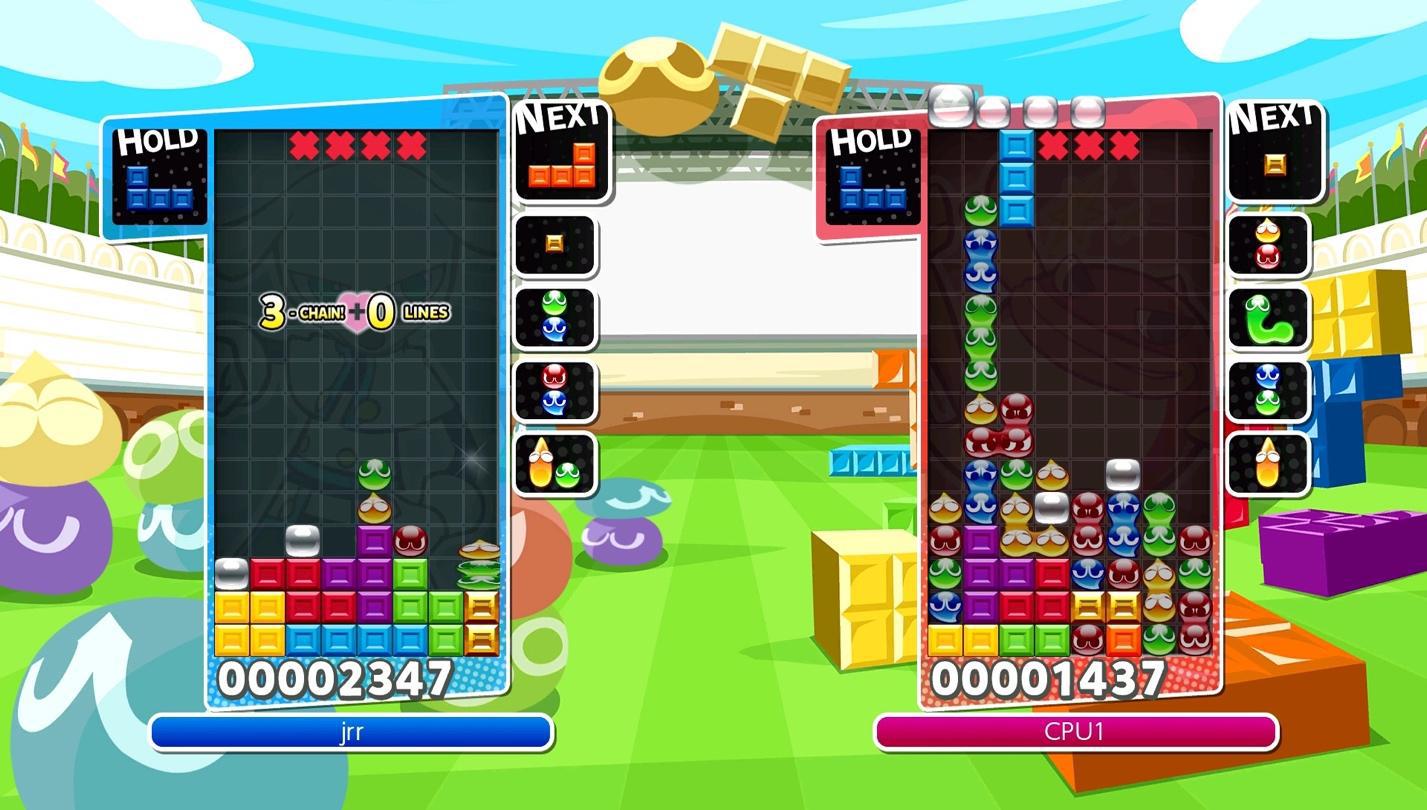 HOLD
NEXT
HOLD
NEXT
3-CHAIN!+0 LINES
00002347
00001437
jrr
CPU1